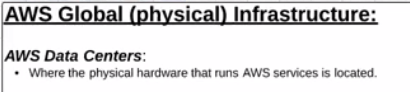 AWS Global (physical) Infrastructure:
AWS Data Centers:
• Where the physical hardware that runs AWS services is located.